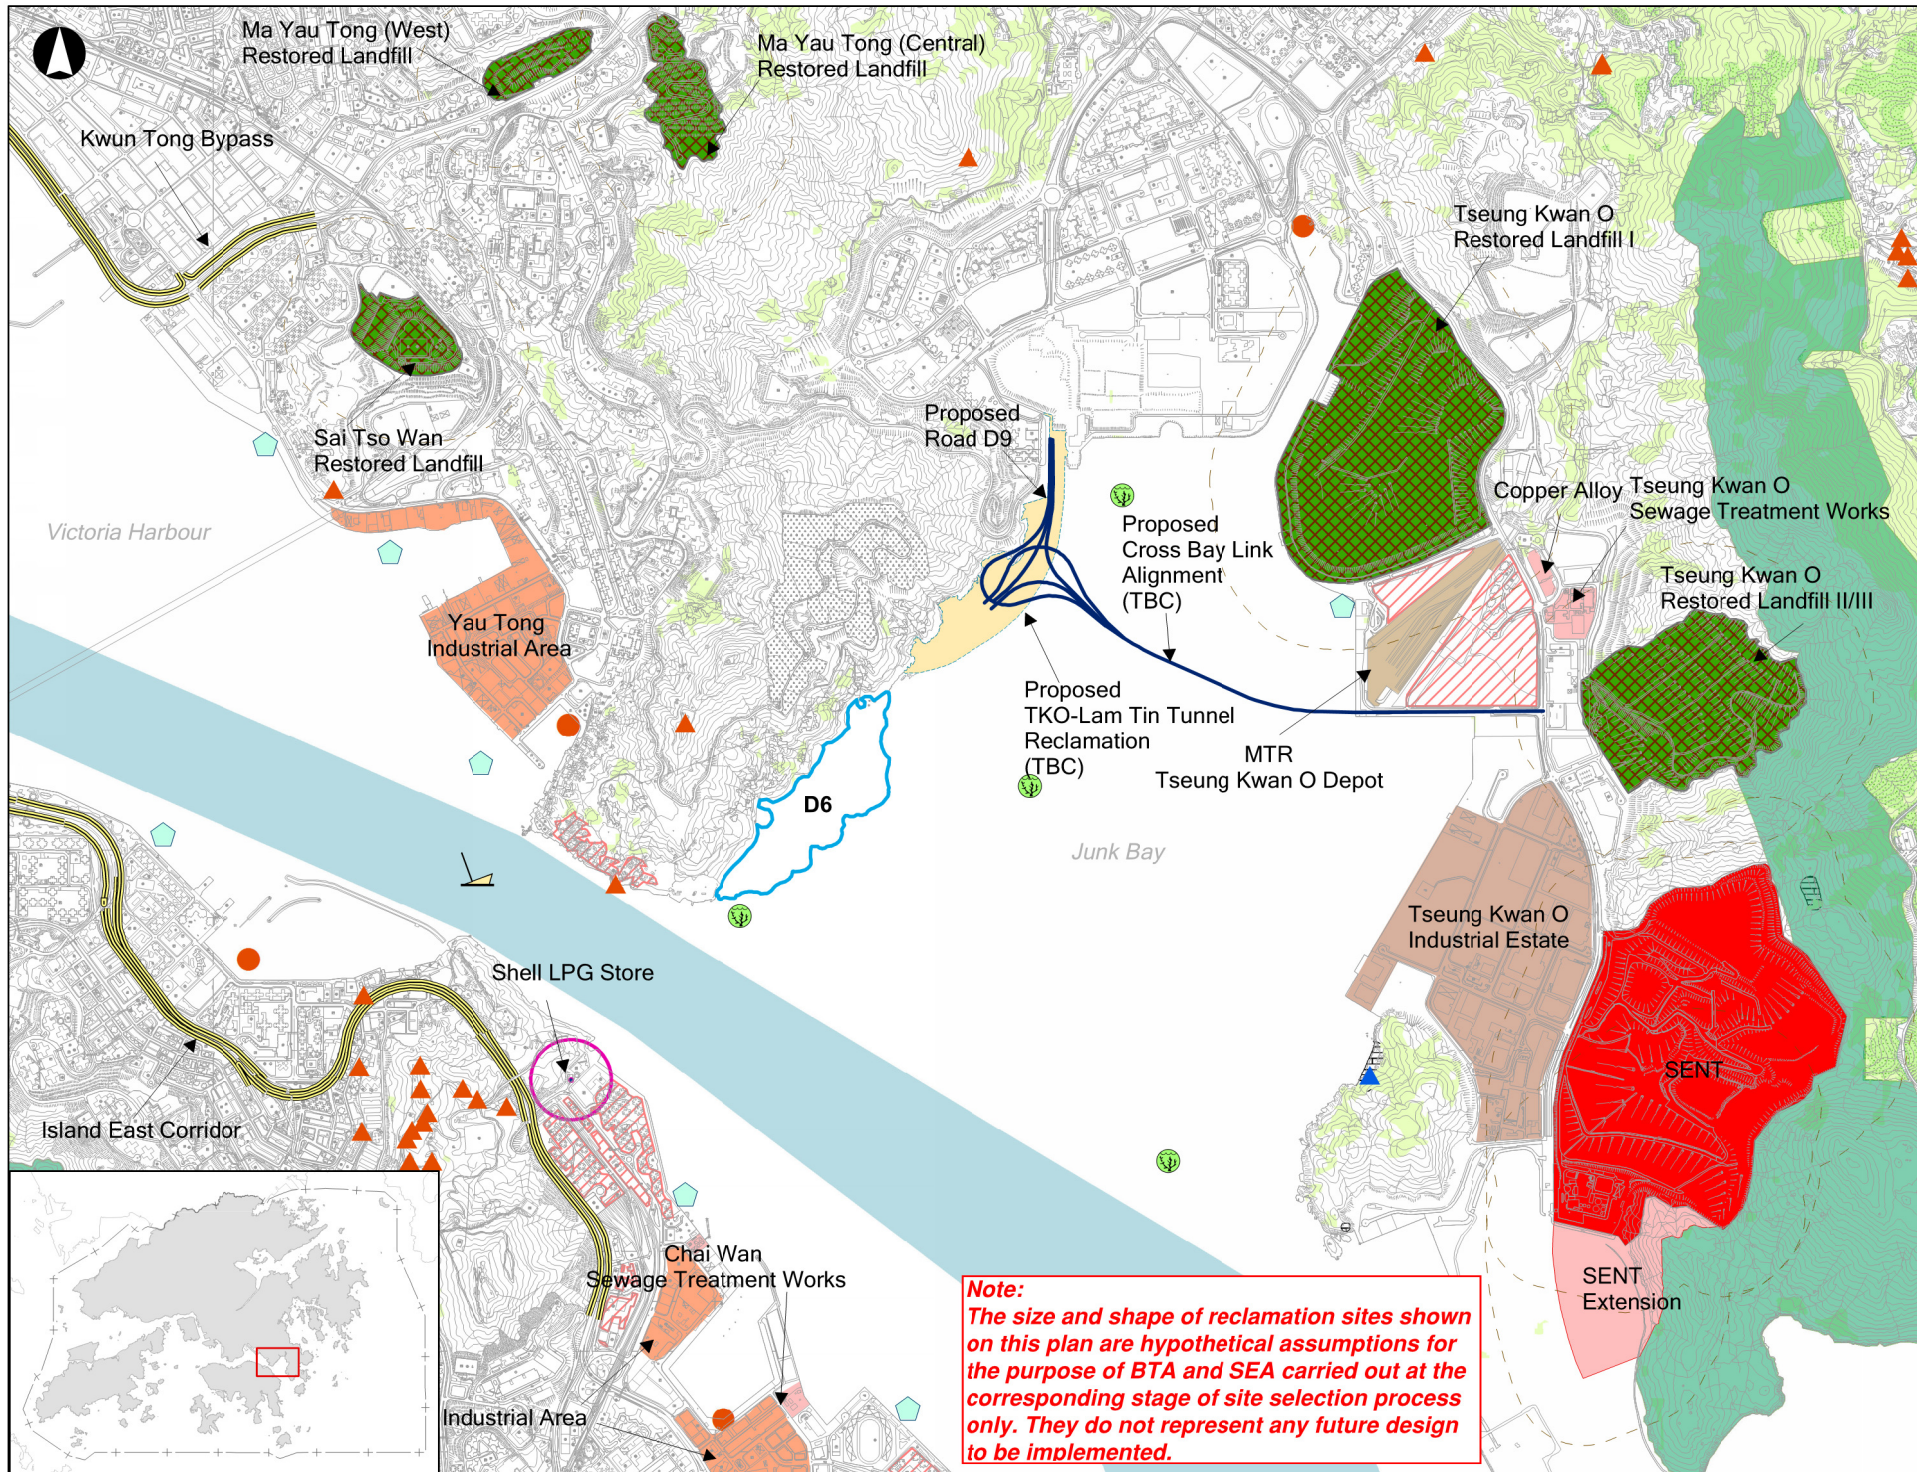 Ma Yau Tong (West)
Restored Landfill
Ma Yau Tong (Central)
Restored Landfill
Kwun Tong Bypass
Tseung Kwan O
Restored Landfill I
Proposed
Road D9
Sai Tso Wan
Restored Landfill
Copper Alloy
Tseung Kwan O
Sewage Treatment Works
Victoria Harbour
Proposed
Cross Bay Link
Alignment
(TBC)
Tseung Kwan O
Restored Landfill II/III
Yau Tong
Industrial Area
Proposed
TKO-Lam Tin Tunnel
Reclamation
(TBC)
MTR
Tseung Kwan O Depot
D6
Junk Bay
Tseung Kwan O
Industrial Estate
Shell LPG Store
SENT
Island East Corridor
Chai Wan
Sewage Treatment Works
SENT
Extension
Industrial Area
Note:
The size and shape of reclamation sites shown
on this plan are hypothetical assumptions for
the purpose of BTA and SEA carried out at the
corresponding stage of site selection process
only. They do not represent any future design
to be implemented.